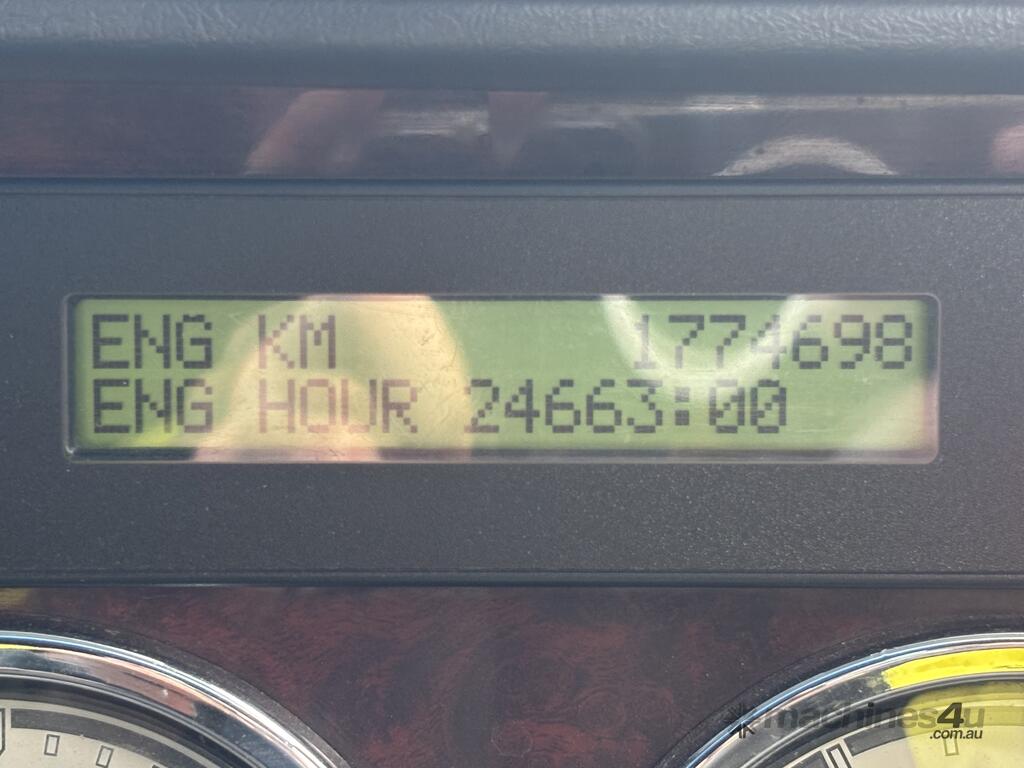 ENG KM 1774698
ENG HOUR 24663:00
machines4u
.com.au